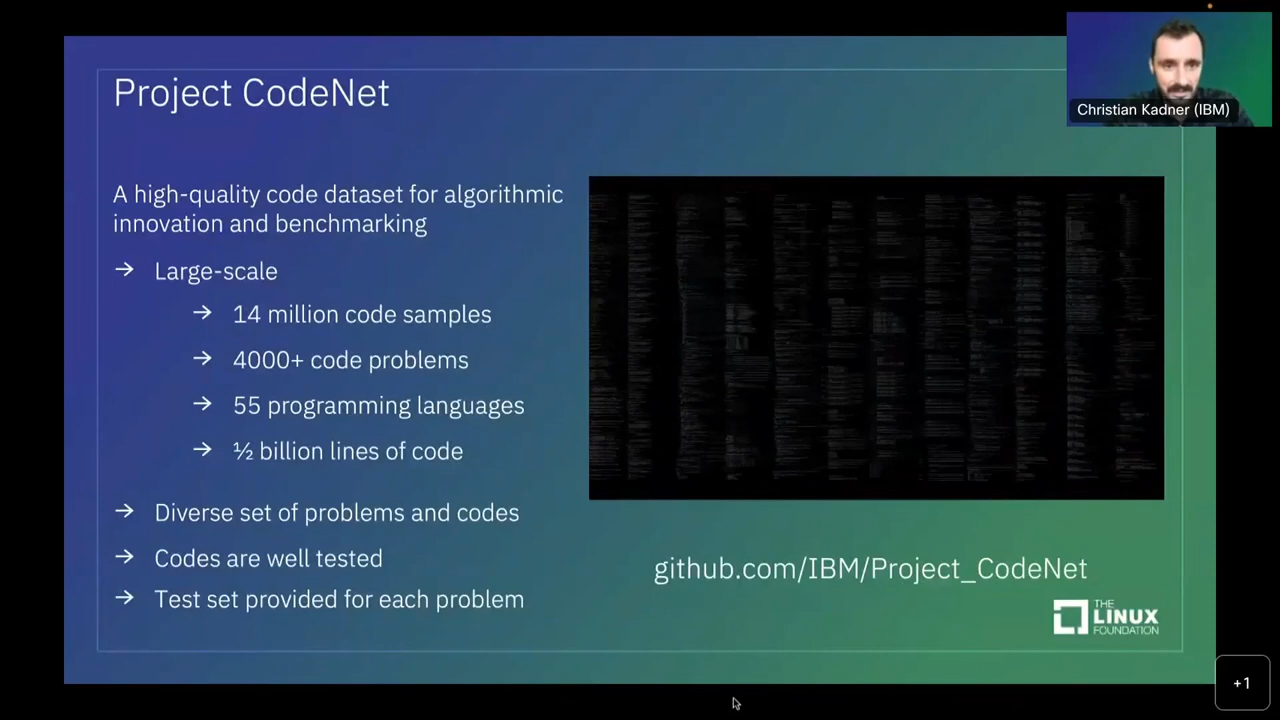 Project CodeNet
Christian Kadner (IBM)
A high-quality code dataset for algorithmic
innovation and benchmarking
→ Large-scale
→ 14 million code samples
→ 4000+ code problems
→ 55 programming languages
→ ½ billion lines of code
→ Diverse set of problems and codes
→ Codes are well tested
→ Test set provided for each problem
github.com/IBM/Project_CodeNet
THE
LINUX
FOUNDATION
+1